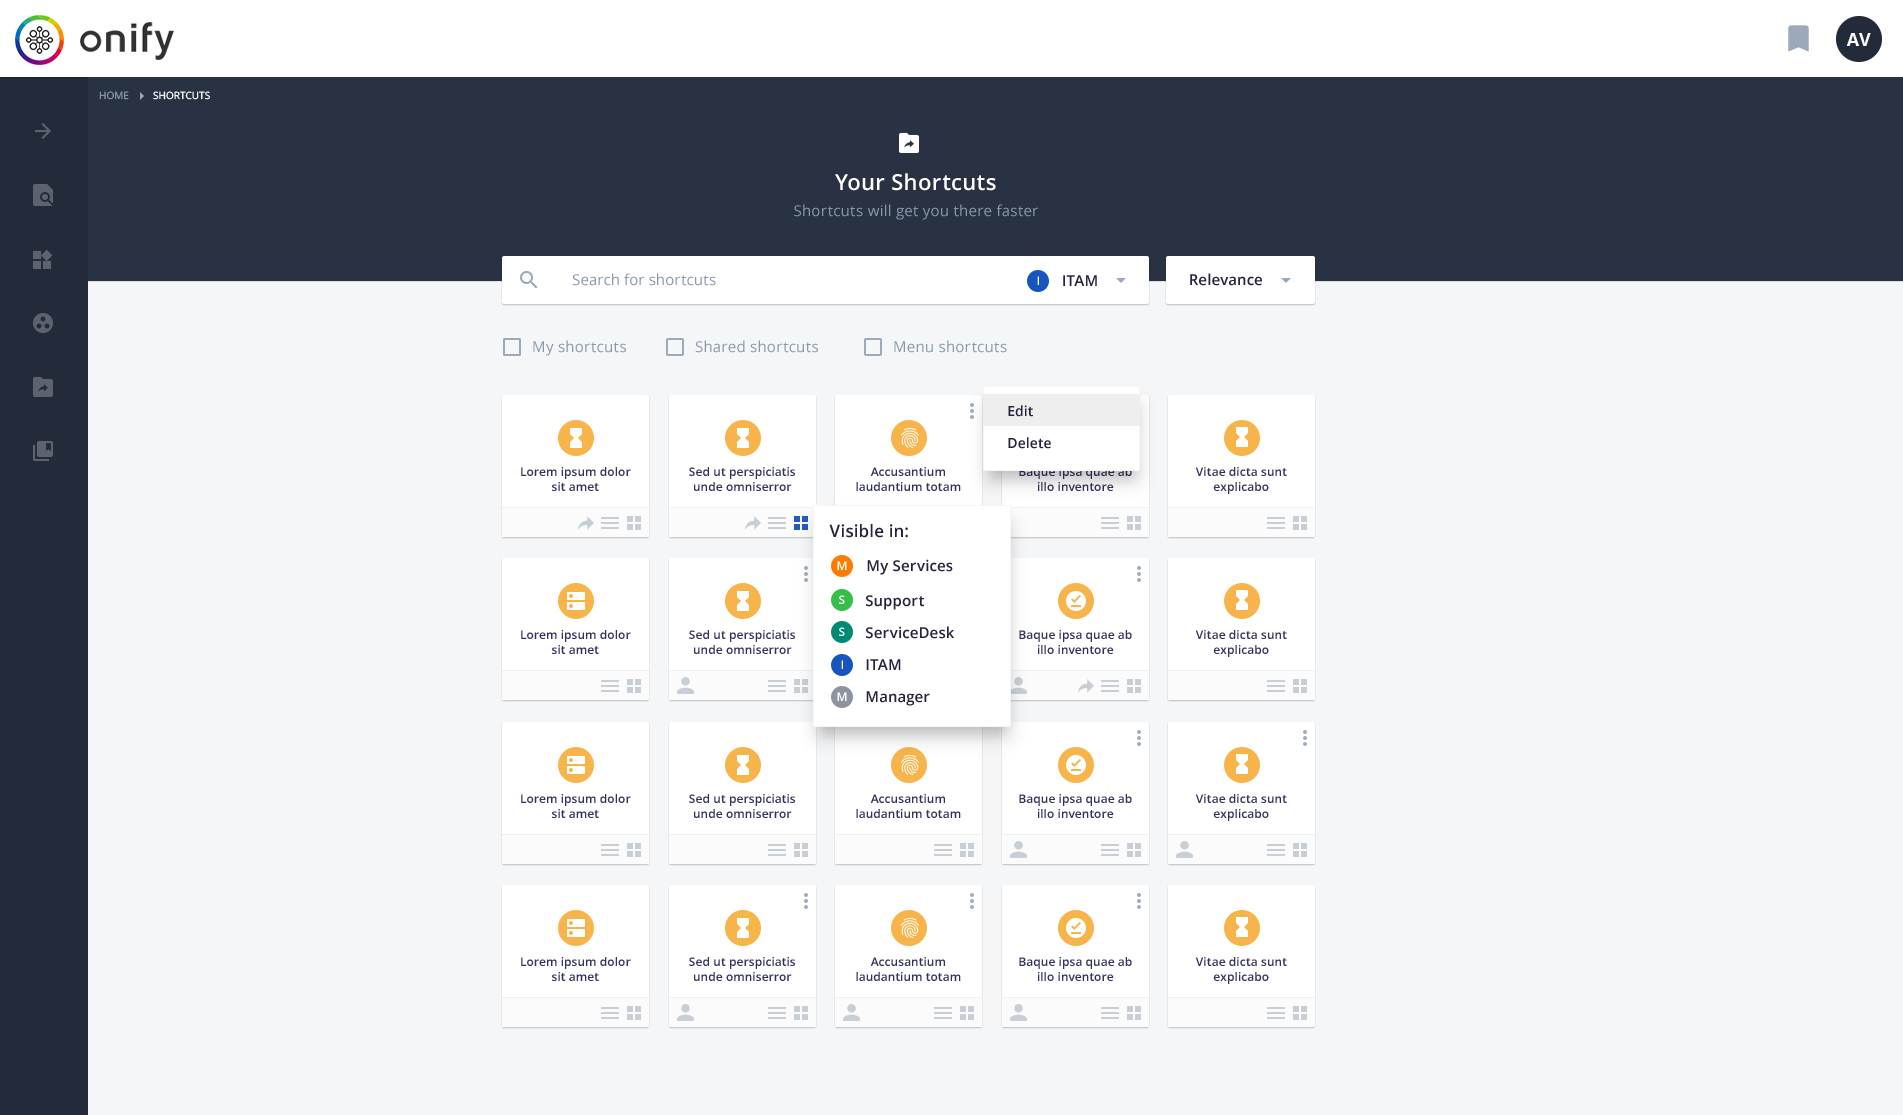 onify
AV
HOME SHORTCUTS
Your Shortcuts
Shortcuts will get you there faster
Search for shortcuts
I ITAM
Relevance
My shortcuts
Shared shortcuts
Menu shortcuts
Edit
Delete
Lorem ipsum dolor
sit amet
Sed ut perspiciatis
unde omniserror
Accusantium
laudantium totam
Baque ipsa quae ab
illo inventore
Vitae dicta sunt
explicabo
Visible in:
M My Services
S Support
S ServiceDesk
I ITAM
M Manager
Lorem ipsum dolor
sit amet
Sed ut perspiciatis
unde omniserror
Baque ipsa quae ab
illo inventore
Vitae dicta sunt
explicabo
Lorem ipsum dolor
sit amet
Sed ut perspiciatis
unde omniserror
Accusantium
laudantium totam
Baque ipsa quae ab
illo inventore
Vitae dicta sunt
explicabo
Lorem ipsum dolor
sit amet
Sed ut perspiciatis
unde omniserror
Accusantium
laudantium totam
Baque ipsa quae ab
illo inventore
Vitae dicta sunt
explicabo